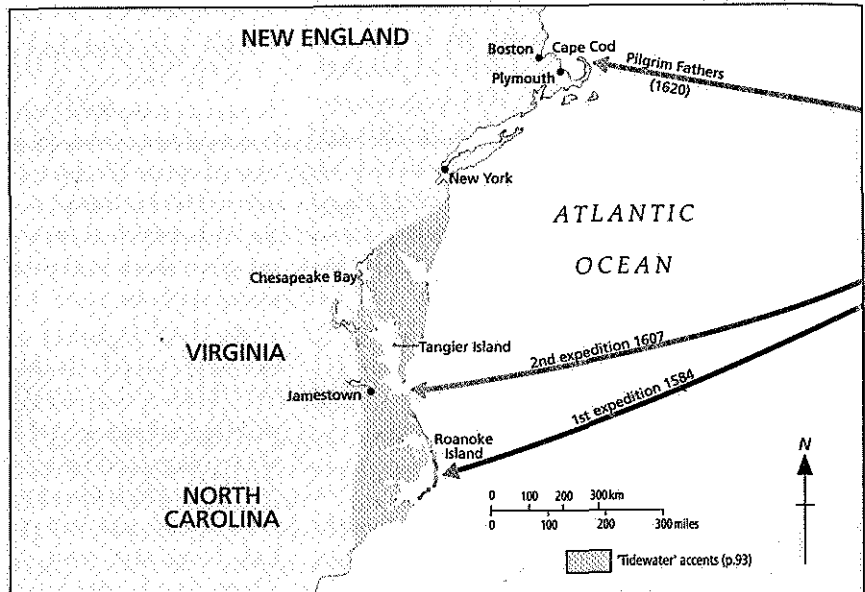 NEW ENGLAND
Boston
Cape Cod
Plymouth
Pilgrim Fathers
(1620)
New York
ATLANTIC
OCEAN
Chesapeake Bay
VIRGINIA
Tangier Island
2nd expedition 1607
Jamestown
1st expedition 1584
Roanoke
Island
NORTH
CAROLINA
N
0 100 200 300km
0 100 200 300 miles
'Tidewater' accents (p.93)